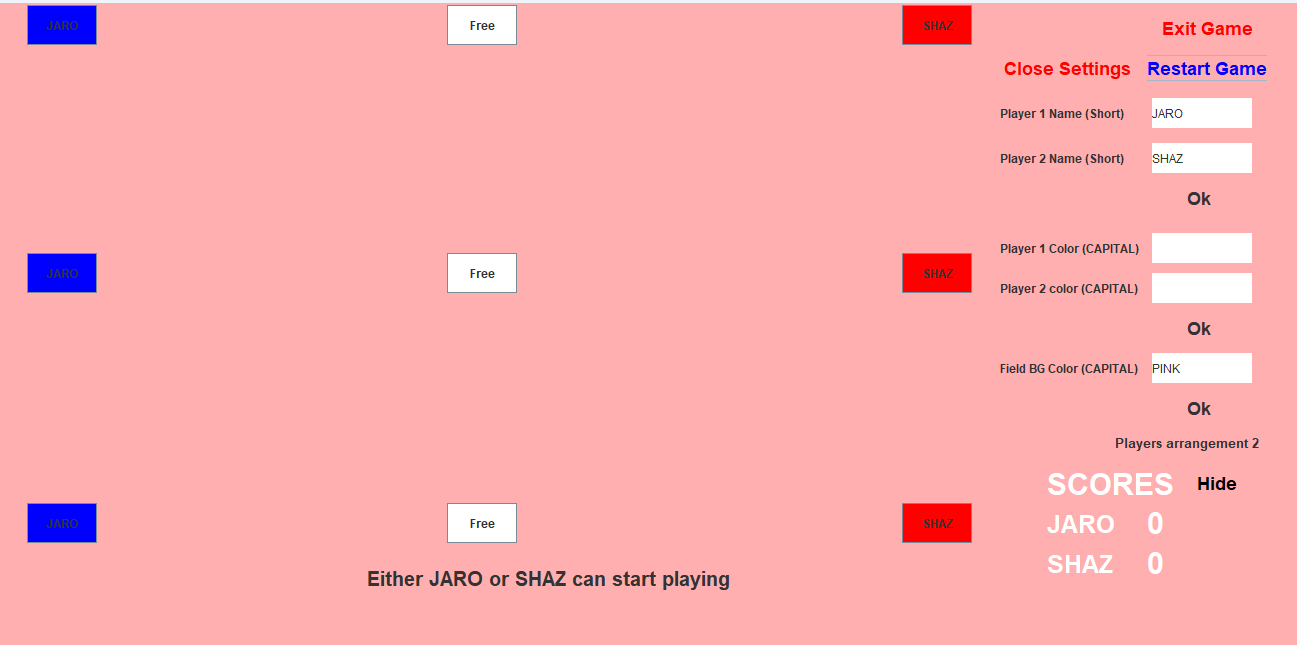 JARO Free SHAZ Exit Game
Close Settings Restart Game
Player 1 Name (Short) JARO
Player 2 Name (Short) SHAZ
Ok
Player 1 Color (CAPITAL)
JARO Free SHAZ
Player 2 color (CAPITAL)
Ok
Field BG Color (CAPITAL) PINK
Ok
Players arrangement 2
SCORES Hide
JARO Free SHAZ JARO 0
SHAZ 0
Either JARO or SHAZ can start playing